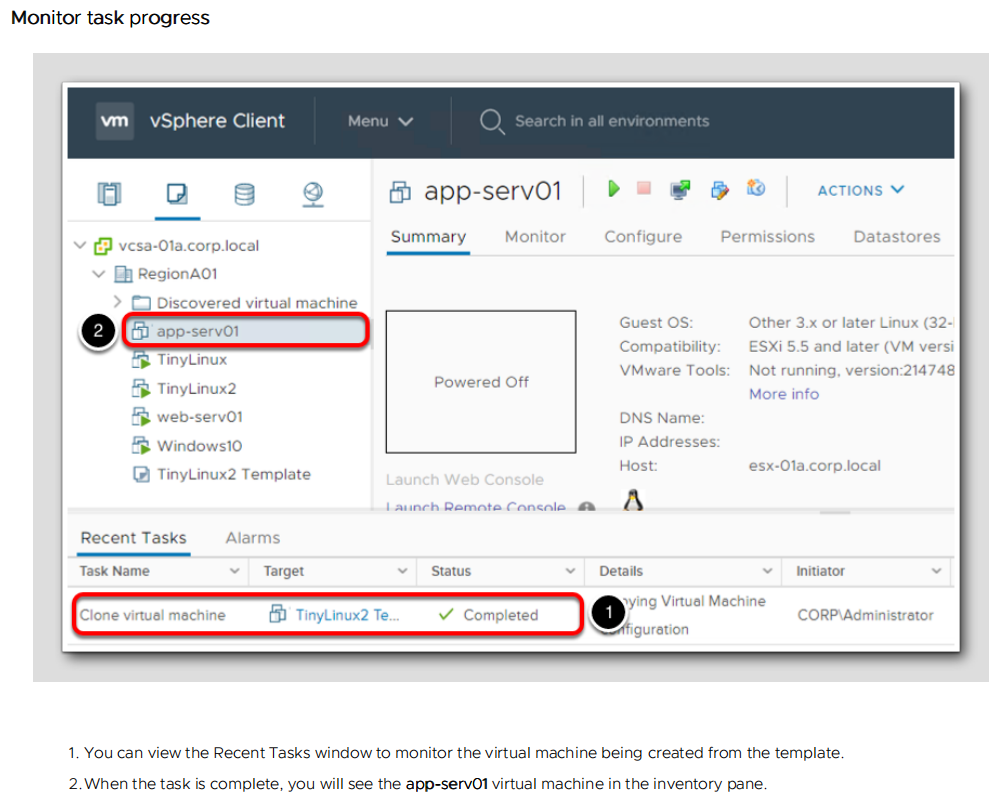 Monitor task progress
vm vSphere Client Menu Search in all environments
app-serv01 ACTIONS
Summary Monitor Configure Permissions Datastores
vcsa-01a.corp.local
RegionA01
Discovered virtual machine
2 app-serv01
TinyLinux
TinyLinux2
web-serv01
Windows10
TinyLinux2 Template
Powered Off
Guest OS: Other 3.x or later Linux (32-
Compatibility: ESXi 5.5 and later (VM versi
VMware Tools: Not running, version:214748
More info
DNS Name:
IP Addresses:
Host: esx-01a.corp.local
Launch Web Console
Launch Remote Console
Recent Tasks Alarms
Task Name Target Status Details Initiator
Clone virtual machine TinyLinux2 Te... Completed 1 ying Virtual Machine CORP\Administrator
figuration
1. You can view the Recent Tasks window to monitor the virtual machine being created from the template.
2. When the task is complete, you will see the app-serv01 virtual machine in the inventory pane.